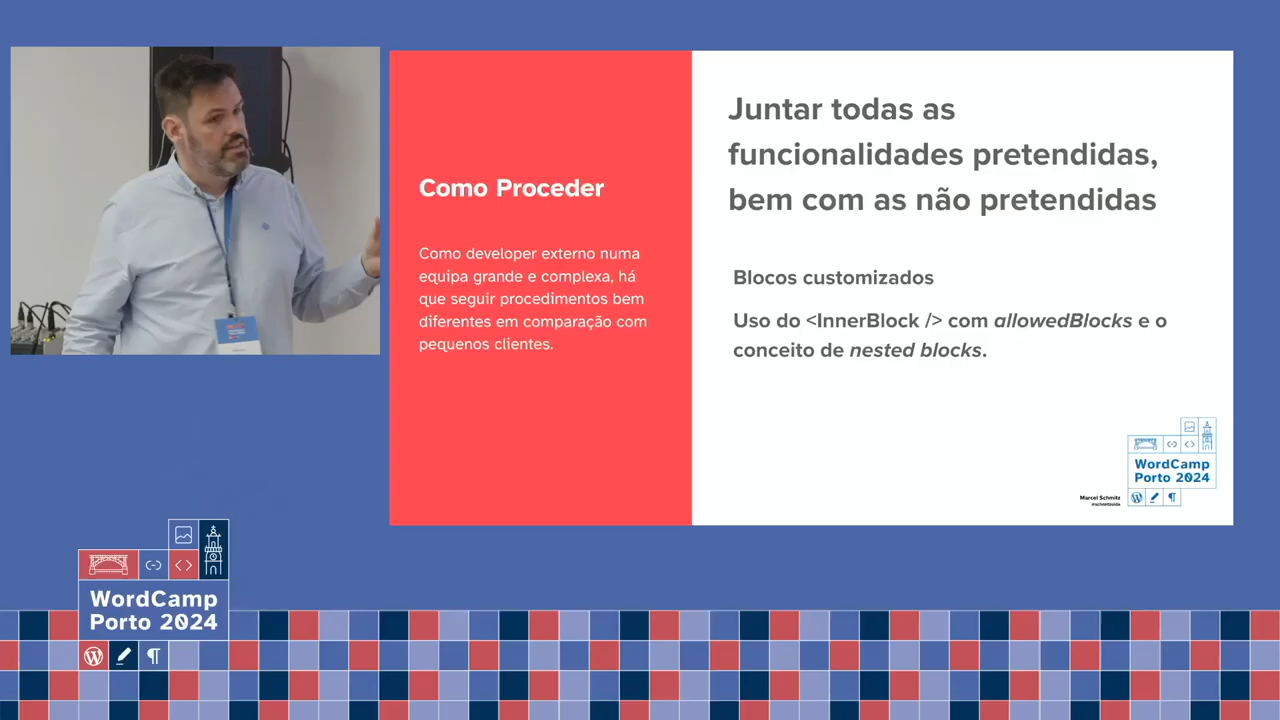 Como Proceder
Como developer externo numa
equipa grande e complexa, há
que seguir procedimentos bem
diferentes em comparação com
pequenos clientes.
Juntar todas as
funcionalidades pretendidas,
bem com as não pretendidas
Blocos customizados
Uso do <InnerBlock /> com allowedBlocks e o
conceito de nested blocks.
WordCamp
Porto 2024
Marcel Schmitz
@schmitzoide
WordCamp
Porto 2024